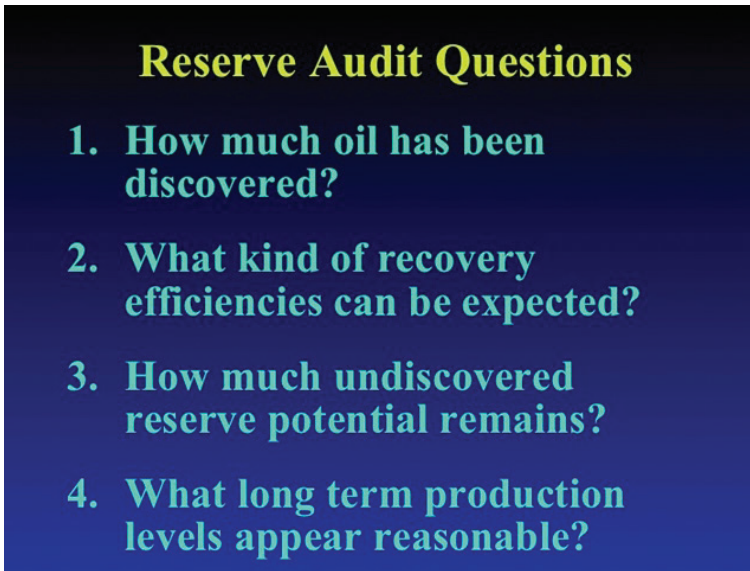 Reserve Audit Questions
1. How much oil has been
discovered?
2. What kind of recovery
efficiencies can be expected?
3. How much undiscovered
reserve potential remains?
4. What long term production
levels appear reasonable?